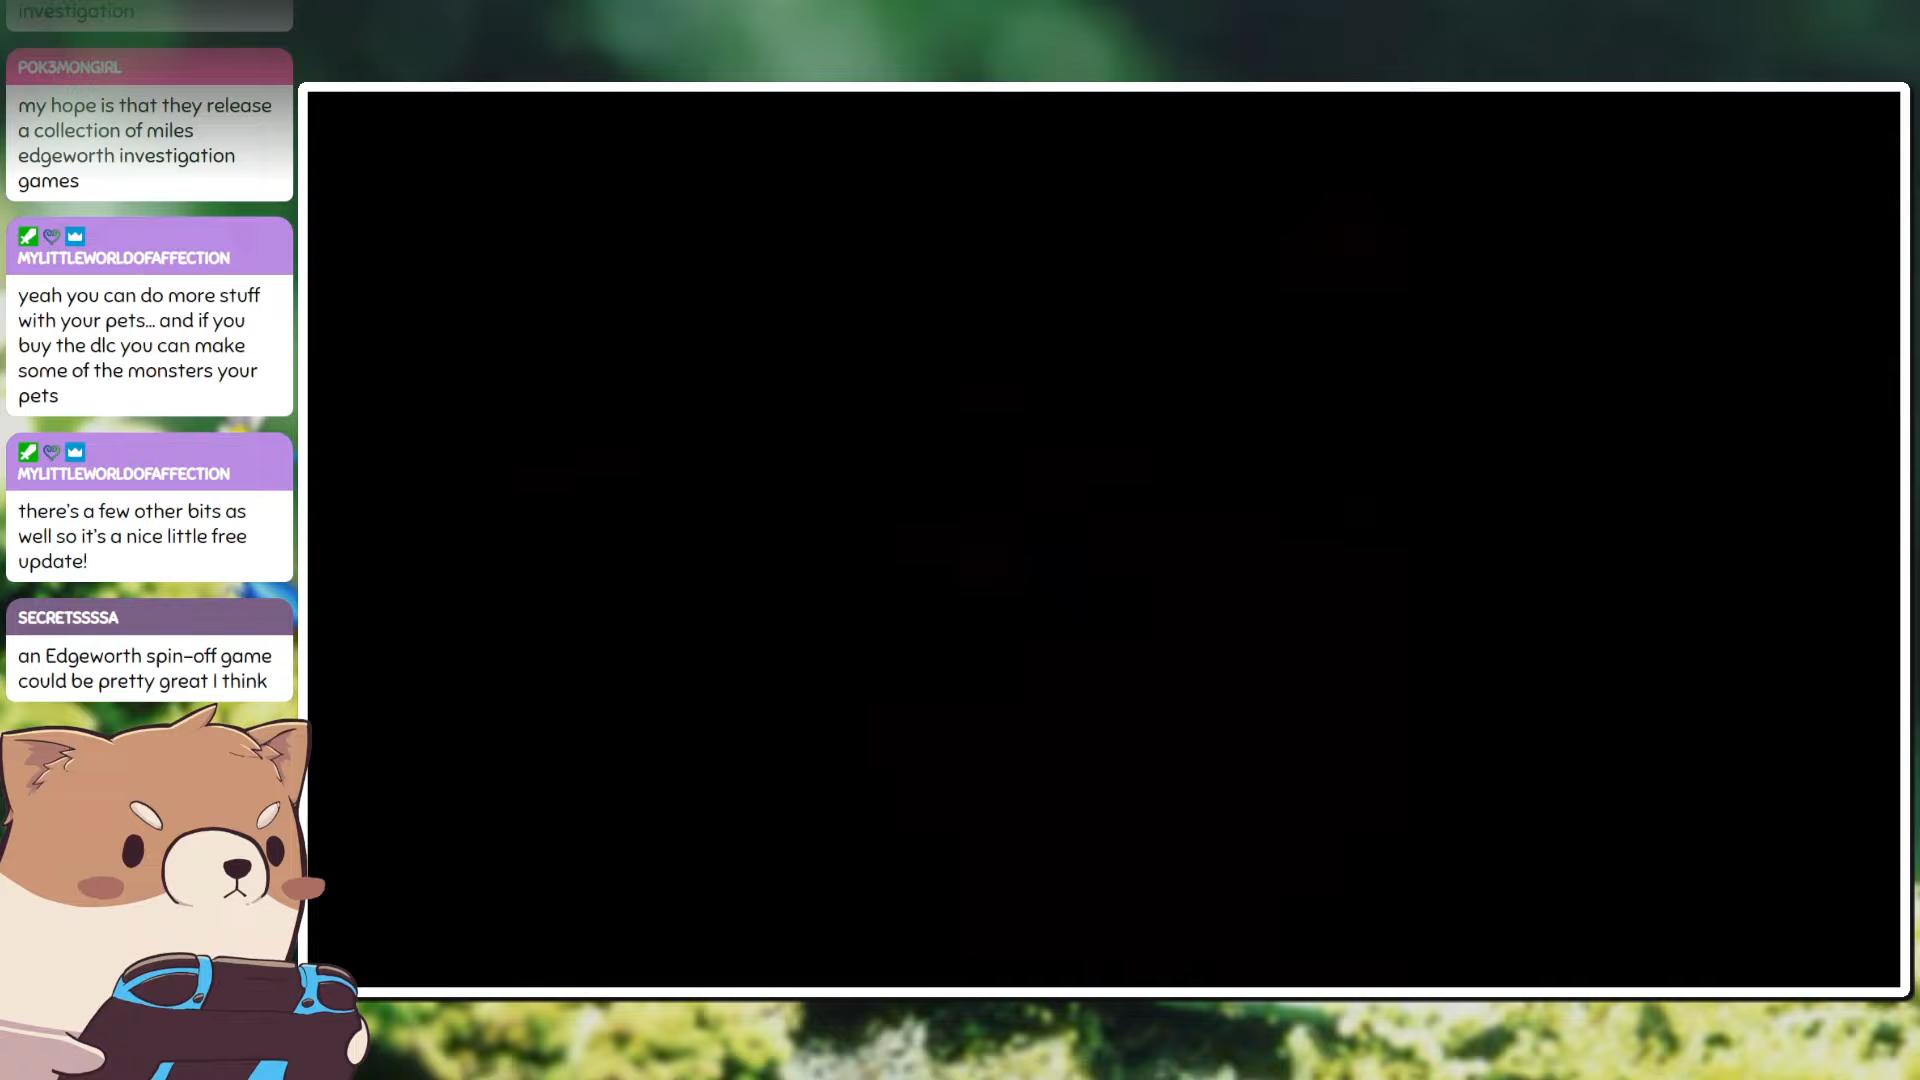 investigation
POK3MONGIRL
my hope is that they release
a collection of miles
edgeworth investigation
games
MYLITTLEWORLDOFAFFECTION
yeah you can do more stuff
with your pets... and if you
buy the dlc you can make
some of the monsters your
pets
MYLITTLEWORLDOFAFFECTION
there's a few other bits as
well so it's a nice little free
update!
SECRETSSSSA
an Edgeworth spin-off game
could be pretty great I think